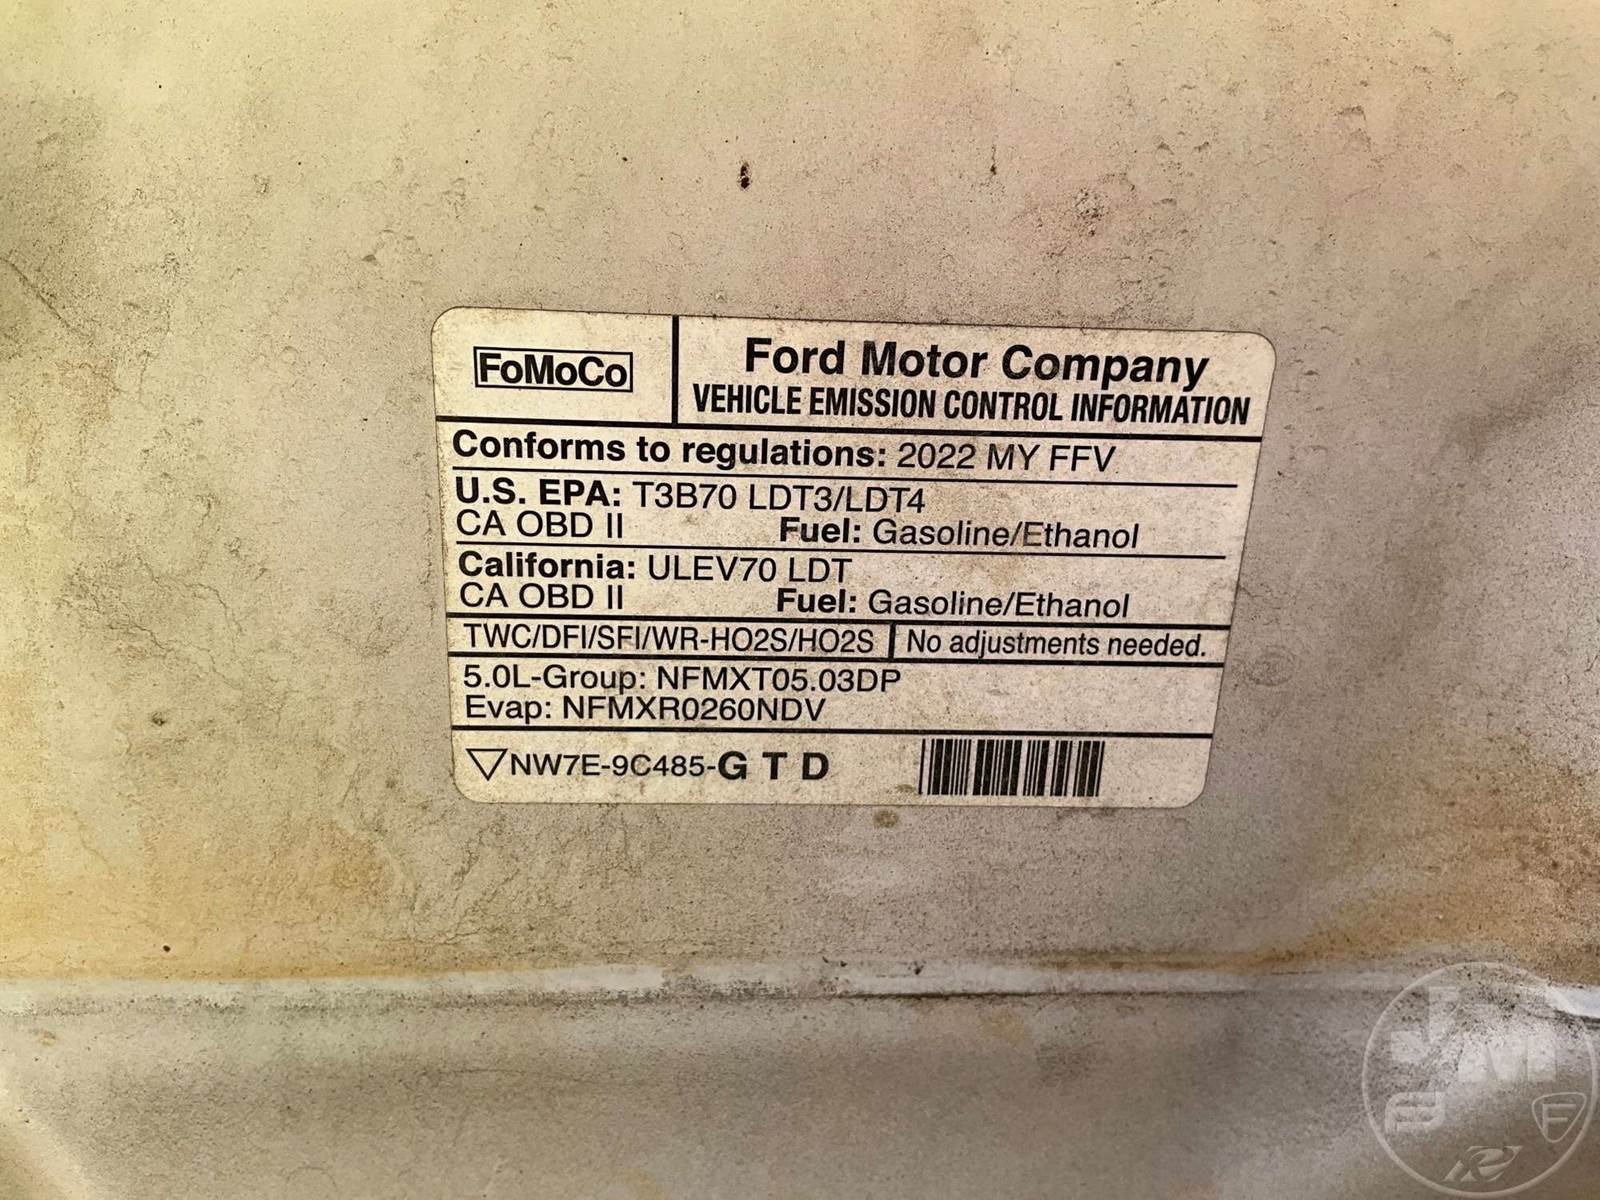 FoMoCo
Ford Motor Company
VEHICLE EMISSION CONTROL INFORMATION
Conforms to regulations: 2022 MY FFV
U.S. EPA: T3B70 LDT3/LDT4
CA OBD II Fuel: Gasoline/Ethanol
California: ULEV70 LDT
CA OBD II Fuel: Gasoline/Ethanol
TWC/DFI/SFI/WR-HO2S/HO2S No adjustments needed.
5.0L-Group: NFMXT05.03DP
Evap: NFMXR0260NDV
NW7E-9C485-G T D